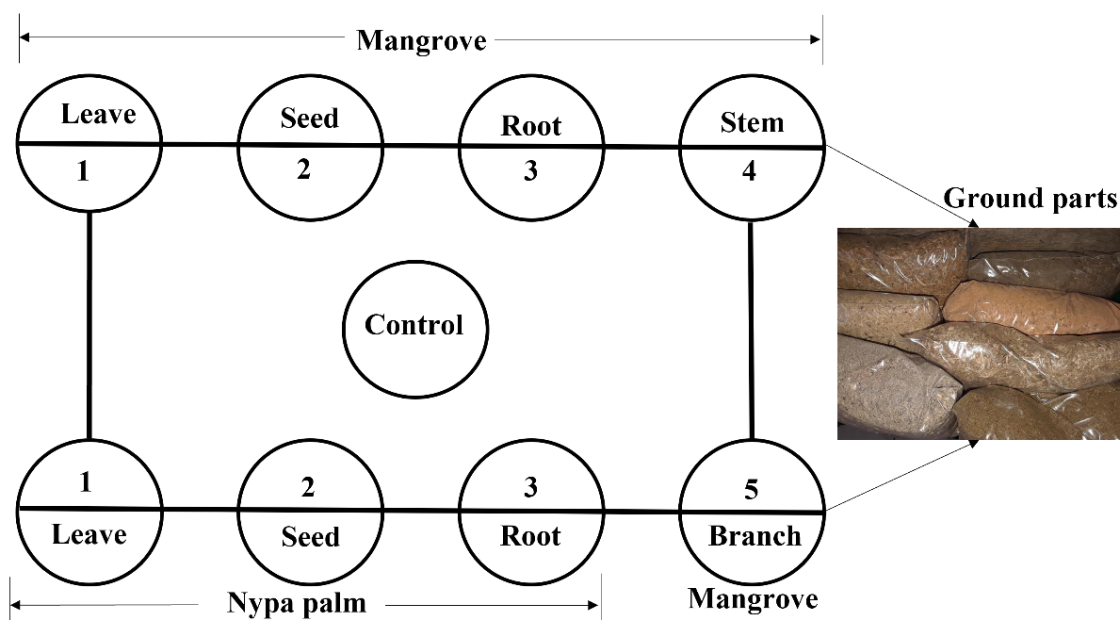 Mangrove
Leave
Seed
Root
Stem
1
2
3
4
Ground parts
Control
1
2
3
5
Leave
Seed
Root
Branch
Nypa palm
Mangrove